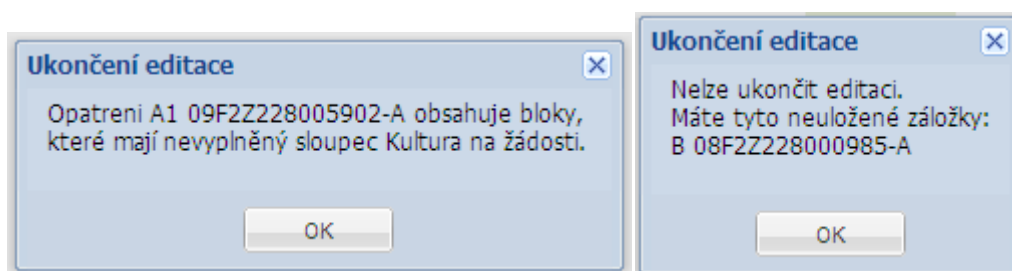 Ukončení editace
Opatreni A1 09F2Z228005902-A obsahuje bloky,
které mají nevyplněný sloupec Kultura na žádosti.
OK
Ukončení editace
Nelze ukončit editaci.
Máte tyto neuložené záložky:
B 08F2Z228000985-A
OK